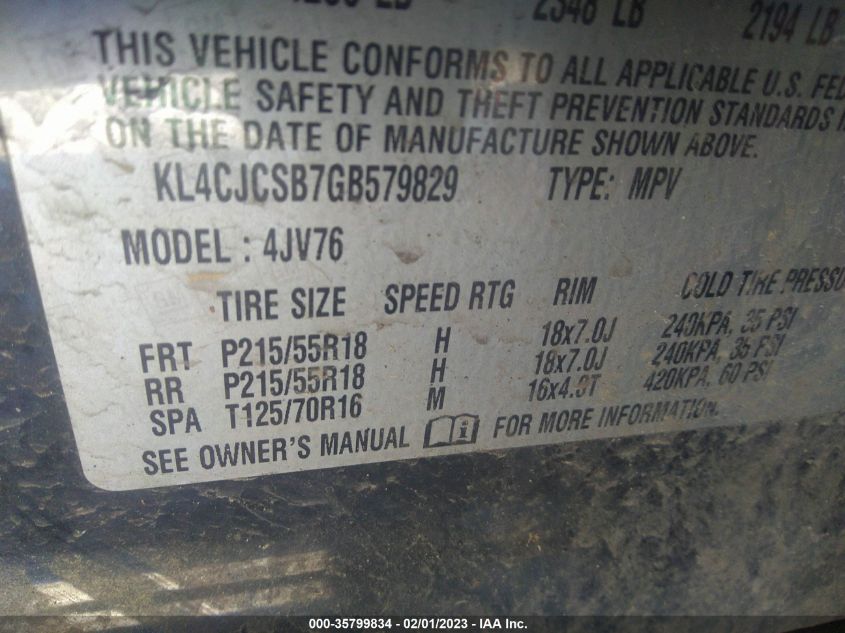 2348 LB 2194 LB
THIS VEHICLE CONFORMS TO ALL APPLICABLE U.S.
VEHICLE SAFETY AND THEFT PREVENTION STANDARDS
ON THE DATE OF MANUFACTURE SHOWN ABOVE.
KL4CJCSB7GB579829 TYPE: MPV
MODEL : 4JV76
TIRE SIZE SPEED RTG RIM COLD TIRE
FRT P215/55R18 H 18x7.0J 240KPA, 35 PSI
RR P215/55R18 H 18x7.0J 240KPA, 35 PSI
SPA T125/70R16 M 420KPA, 60 PSI
SEE OWNER'S MANUAL FOR MORE INFORMATION.
000-35799834 - 02/01/2023 - IAA Inc.